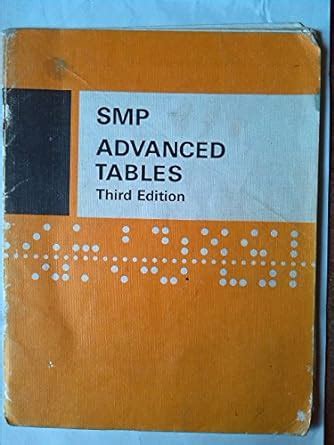 SMP
ADVANCED
TABLES
Third Edition